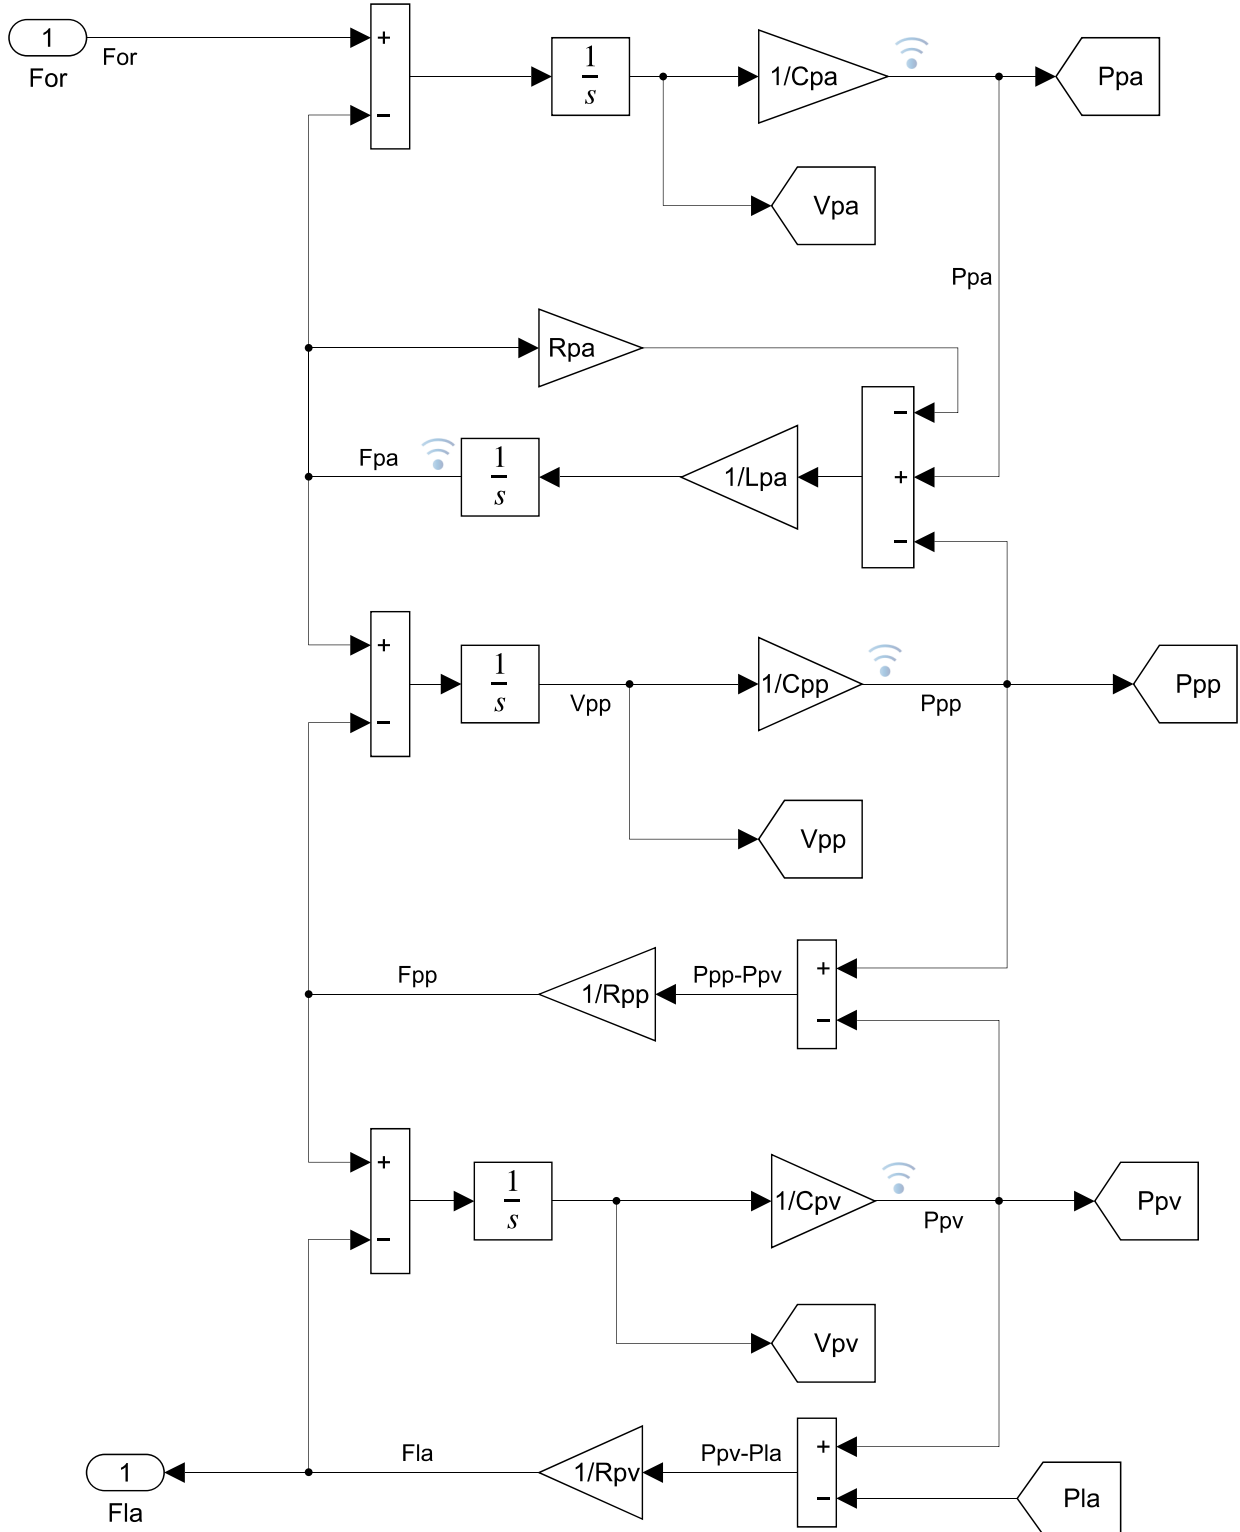 1
For
For
+
−
1
s
1/Cpa
Ppa
Vpa
Ppa
Rpa
−
+
−
Fpa
1
s
1/Lpa
+
−
1
s
Vpp
1/Cpp
Ppp
Ppp
Vpp
Fpp
1/Rpp
Ppp-Ppv
+
−
+
−
1
s
1/Cpv
Ppv
Ppv
Vpv
1
Fla
Fla
1/Rpv
Ppv-Pla
+
−
Pla